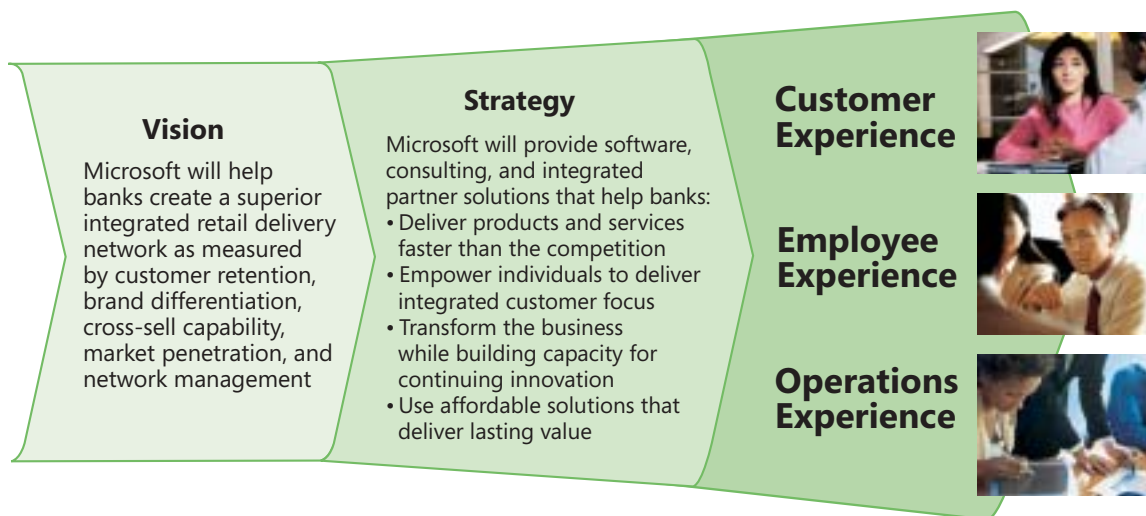 Vision
Microsoft will help
banks create a superior
integrated retail delivery
network as measured
by customer retention,
brand differentiation,
cross-sell capability,
market penetration, and
network management
Strategy
Microsoft will provide software,
consulting, and integrated
partner solutions that help banks:
• Deliver products and services
faster than the competition
• Empower individuals to deliver
integrated customer focus
• Transform the business
while building capacity for
continuing innovation
• Use affordable solutions that
deliver lasting value
Customer
Experience
Employee
Experience
Operations
Experience